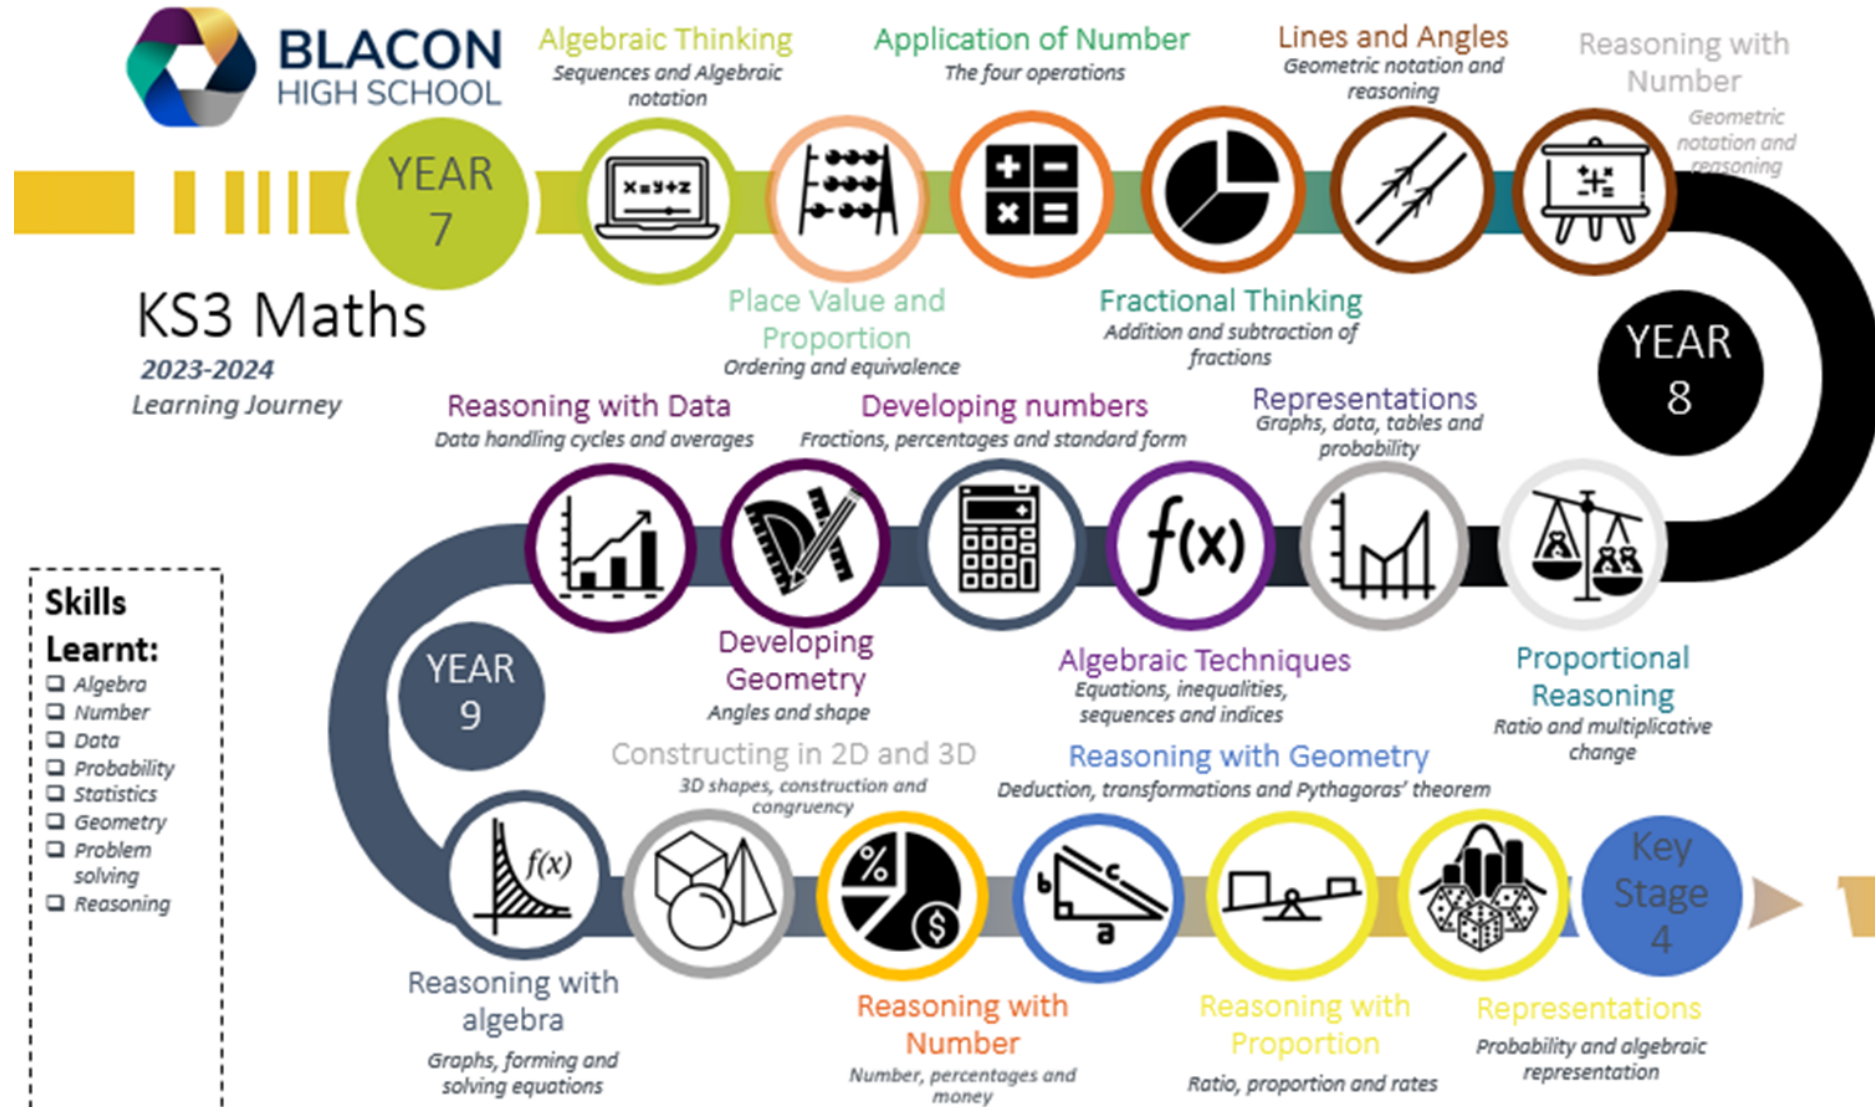 BLACON
HIGH SCHOOL
Algebraic Thinking
Sequences and Algebraic
notation
Application of Number
The four operations
Lines and Angles
Geometric notation and
reasoning
Reasoning with
Number
Geometric
notation and
reasoning
YEAR
7
x=y+z
KS3 Maths
2023-2024
Learning Journey
Place Value and
Proportion
Ordering and equivalence
Fractional Thinking
Addition and subtraction of
fractions
YEAR
8
Reasoning with Data
Data handling cycles and averages
Developing numbers
Fractions, percentages and standard form
Representations
Graphs, data, tables and
probability
f(x)
Developing
Geometry
Angles and shape
Algebraic Techniques
Equations, inequalities,
sequences and indices
Proportional
Reasoning
Ratio and multiplicative
change
Skills
Learnt:
Algebra
Number
Data
Probability
Statistics
Geometry
Problem
solving
Reasoning
YEAR
9
Constructing in 2D and 3D
3D shapes, construction and
congruency
Reasoning with Geometry
Deduction, transformations and Pythagoras' theorem
f(x)
%
$
b
c
a
Key
Stage
4
Reasoning with
algebra
Graphs, forming and
solving equations
Reasoning with
Number
Number, percentages and
money
Reasoning with
Proportion
Ratio, proportion and rates
Representations
Probability and algebraic
representation